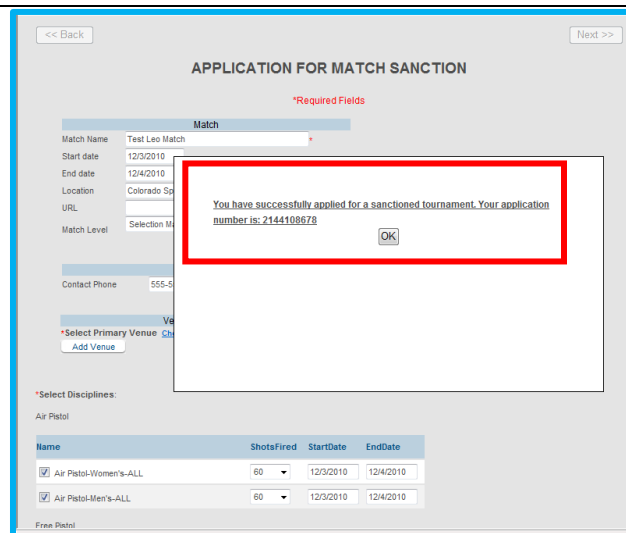 << Back
Next >>
APPLICATION FOR MATCH SANCTION
*Required Fields
Match
Match Name Test Leo Match *
Start date 12/3/2010
End date 12/4/2010
Location Colorado Sp
URL
Match Level Selection Ma
You have successfully applied for a sanctioned tournament. Your application
number is: 2144108678
OK
Contact Phone 555-5
Ve
*Select Primary Venue Che
Add Venue
*Select Disciplines:
Air Pistol
Name ShotsFired StartDate EndDate
Air Pistol-Women's-ALL 60 12/3/2010 12/4/2010
Air Pistol-Men's-ALL 60 12/3/2010 12/4/2010
Free Pistol